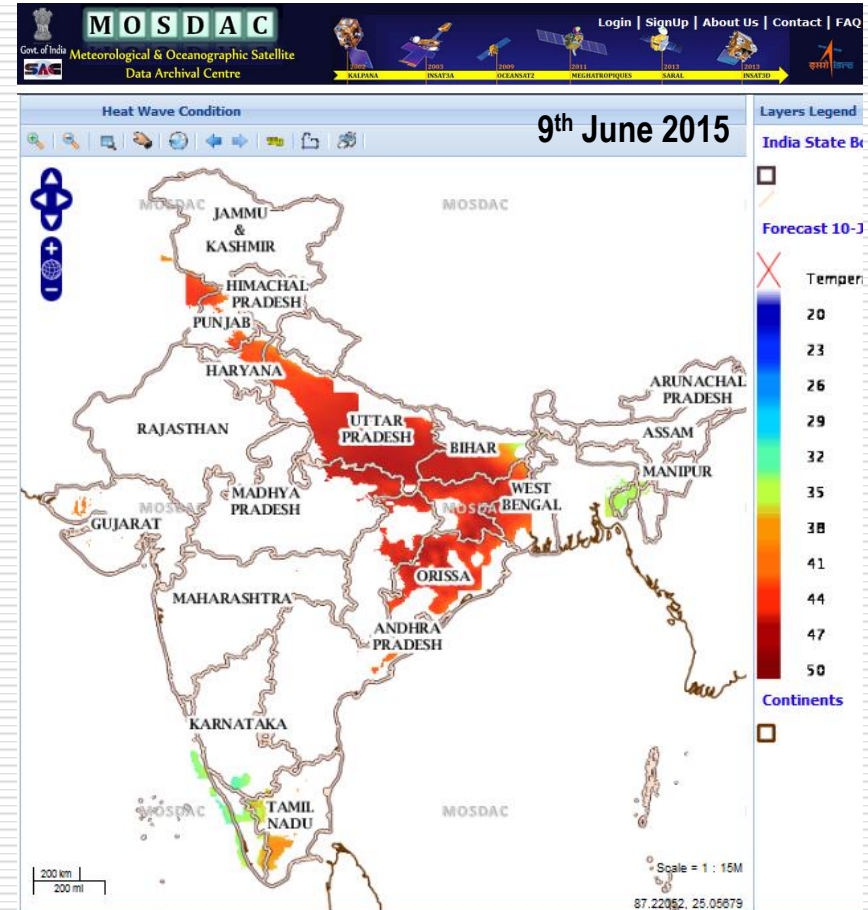 MOSDAC
Login | SignUp | About Us | Contact | FAQ
Govt. of India
Meteorological & Oceanographic Satellite
Data Archival Centre
SAC
2002
KALPANA
2003
INSAT3A
2009
OCEANSAT2
2011
MEGHATROPIQUES
2013
SARAL
2013
INSAT3D
इसरो isro
Heat Wave Condition
9th June 2015
Layers Legend
India State
Forecast 10-
Temper
20
23
26
29
32
35
38
41
44
47
50
Continents
MOSDAC
MOSDAC
JAMMU
&
KASHMIR
HIMACHAL
PRADESH
PUNJAB
HARYANA
ARUNACHAL
PRADESH
RAJASTHAN
UTTAR
PRADESH
BIHAR
ASSAM
MANIPUR
MADHYA
PRADESH
WEST
BENGAL
MOSDAC
MOSDAC
GUJARAT
ORISSA
MAHARASHTRA
ANDHRA
PRADESH
KARNATAKA
TAMIL
NADU
MOSDAC
MOSDAC
200 km
200 mi
Scale = 1 : 15M
87.22052, 25.05679